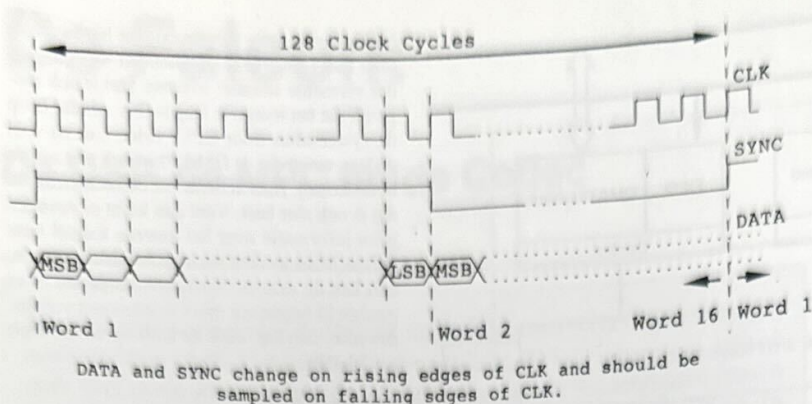 128 Clock Cycles
CLK
SYNC
DATA
MSB
LSB MSB
Word 1
Word 2
Word 16
Word 1
DATA and SYNC change on rising edges of CLK and should be
sampled on falling sdges of CLK.